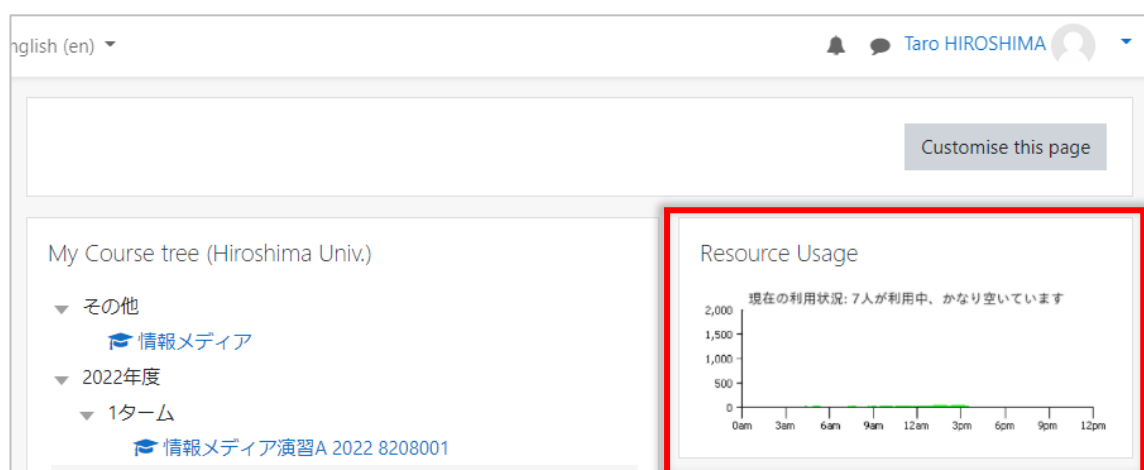 nglish (en)
Taro HIROSHIMA
Customise this page
My Course tree (Hiroshima Univ.)
その他
情報メディア
2022年度
1ターム
情報メディア演習A 2022 8208001
Resource Usage
現在の利用状況: 7人が利用中、かなり空いています
2,000
1,500
1,000
500
0
0am 3am 6am 9am 12am 3pm 6pm 9pm 12pm